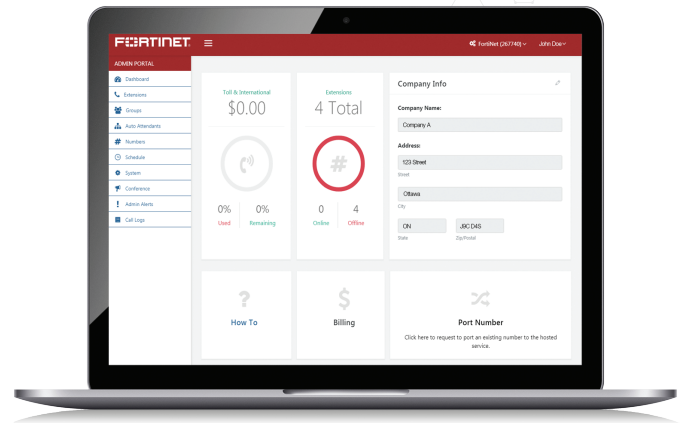 FORTINET
FortiNet (267740)
John Doe
ADMIN PORTAL
Dashboard
Extensions
Groups
Auto Attendants
Numbers
Schedule
System
Conference
Admin Alerts
Call Logs
Toll & International
$0.00
0% 0%
Used Remaining
Extensions
4 Total
#
0 4
Online Offline
Company Info
Company Name:
Company A
Address:
123 Street
Street
Ottawa
City
ON J9C D4S
State Zip/Postal
?
How To
$
Billing
Port Number
Click here to request to port an existing number to the hosted
service.